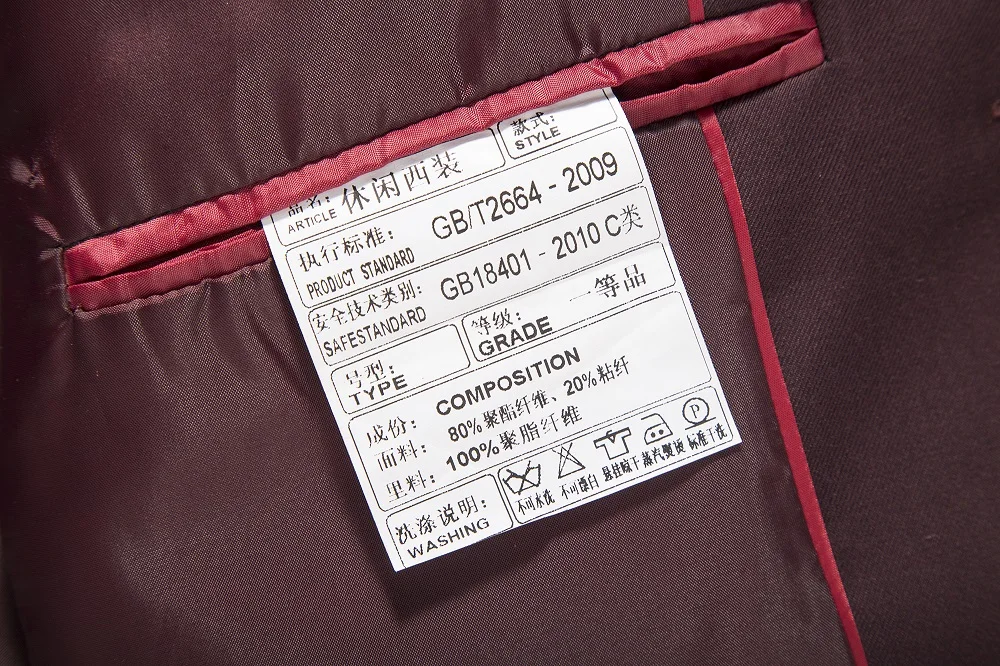 款式:
STYLE
品名: 休闲西装
ARTICLE
执行标准: GB/T2664 - 2009
PRODUCT STANDARD
安全技术类别: GB18401 - 2010 C类
SAFESTANDARD
号型:
TYPE
等级: 一等品
GRADE
成份: COMPOSITION
面料: 80%聚酯纤维、20%粘纤
里料: 100%聚脂纤维
洗涤说明:
WASHING
P
不可水洗 不可漂白 悬挂晾干 蒸汽熨烫 标准干洗